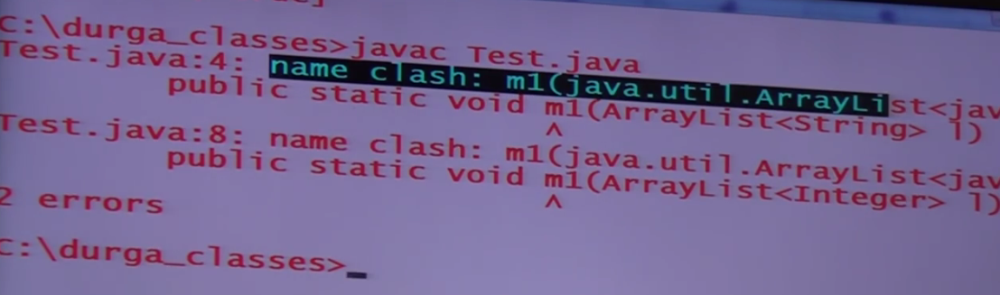 c:\durga_classes>javac Test.java
Test.java:4: name clash: m1(java.util.ArrayList<jav
public static void m1(ArrayList<String> l)
^
Test.java:8: name clash: m1(java.util.ArrayList<jav
public static void m1(ArrayList<Integer> l)
^
2 errors
c:\durga_classes>_